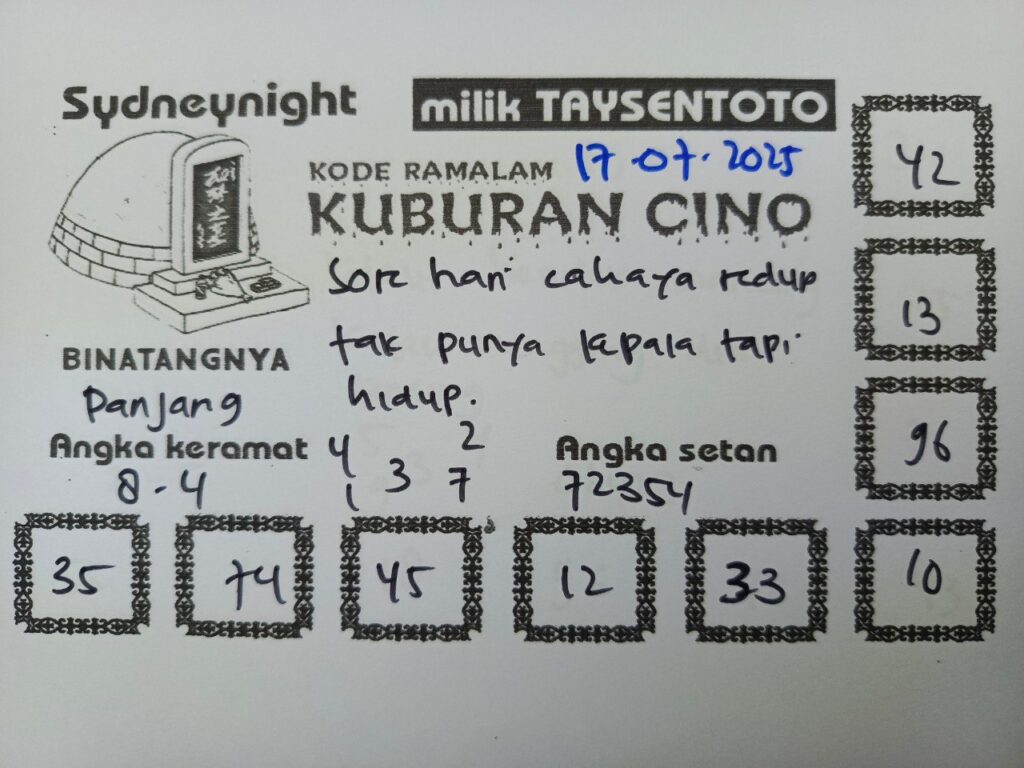 Sydneynight
milik TAYSENTOTO
KODE RAMALAM 17-07-2025
KUBURAN CINO
Sore hari cahaya redup
tak punya kepala tapi
hidup.
BINATANGNYA
Panjang
Angka keramat
8 - 4
4 2
3
1 7
Angka setan
72354
42
13
96
35 74 45 12 33 10